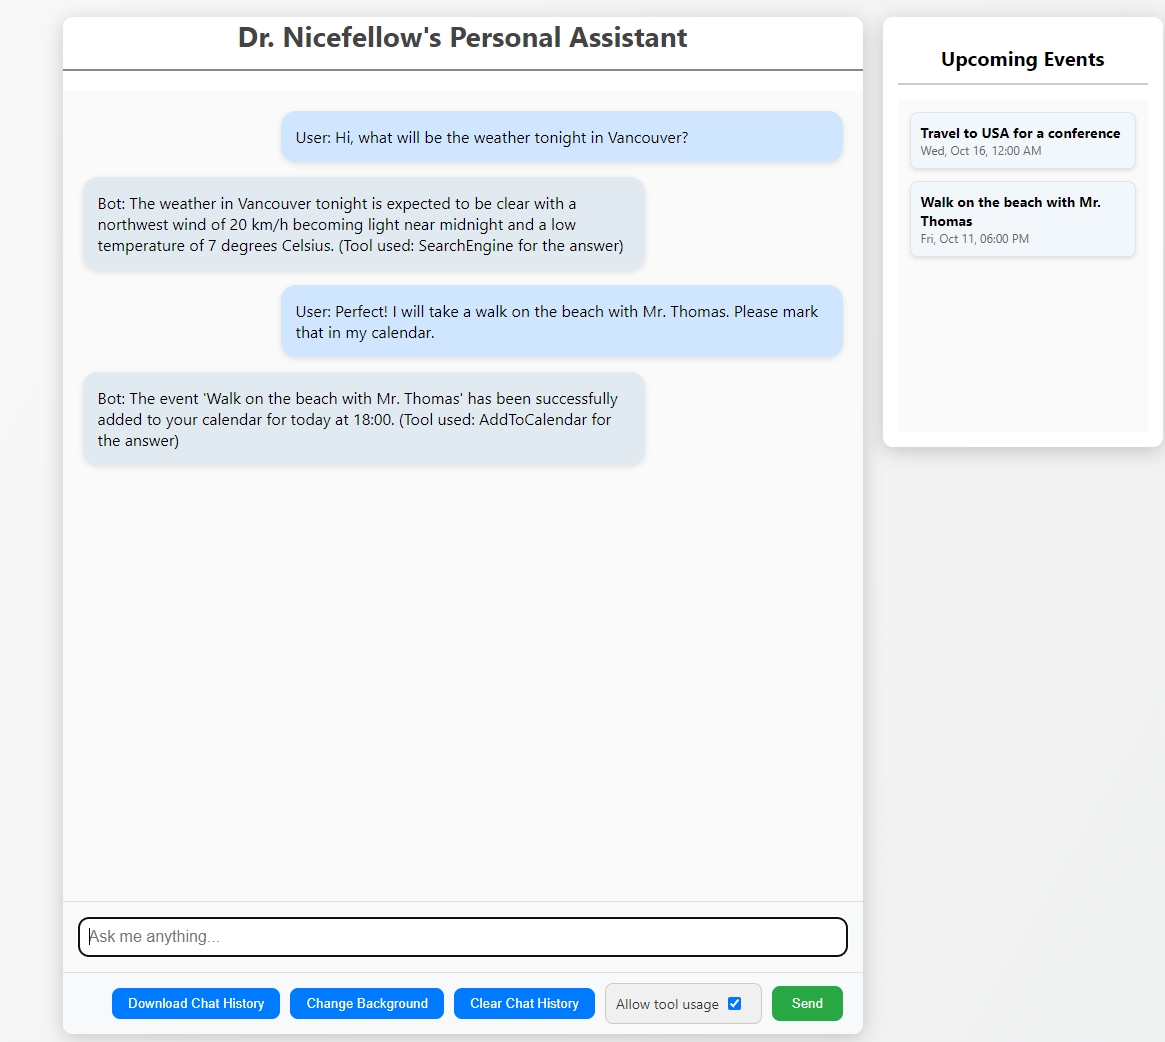 Dr. Nicefellow's Personal Assistant
User: Hi, what will be the weather tonight in Vancouver?
Bot: The weather in Vancouver tonight is expected to be clear with a
northwest wind of 20 km/h becoming light near midnight and a low
temperature of 7 degrees Celsius. (Tool used: SearchEngine for the answer)
User: Perfect! I will take a walk on the beach with Mr. Thomas. Please mark
that in my calendar.
Bot: The event 'Walk on the beach with Mr. Thomas' has been successfully
added to your calendar for today at 18:00. (Tool used: AddToCalendar for
the answer)
Ask me anything...
Download Chat History
Change Background
Clear Chat History
Allow tool usage
Send
Upcoming Events
Travel to USA for a conference
Wed, Oct 16, 12:00 AM
Walk on the beach with Mr.
Thomas
Fri, Oct 11, 06:00 PM